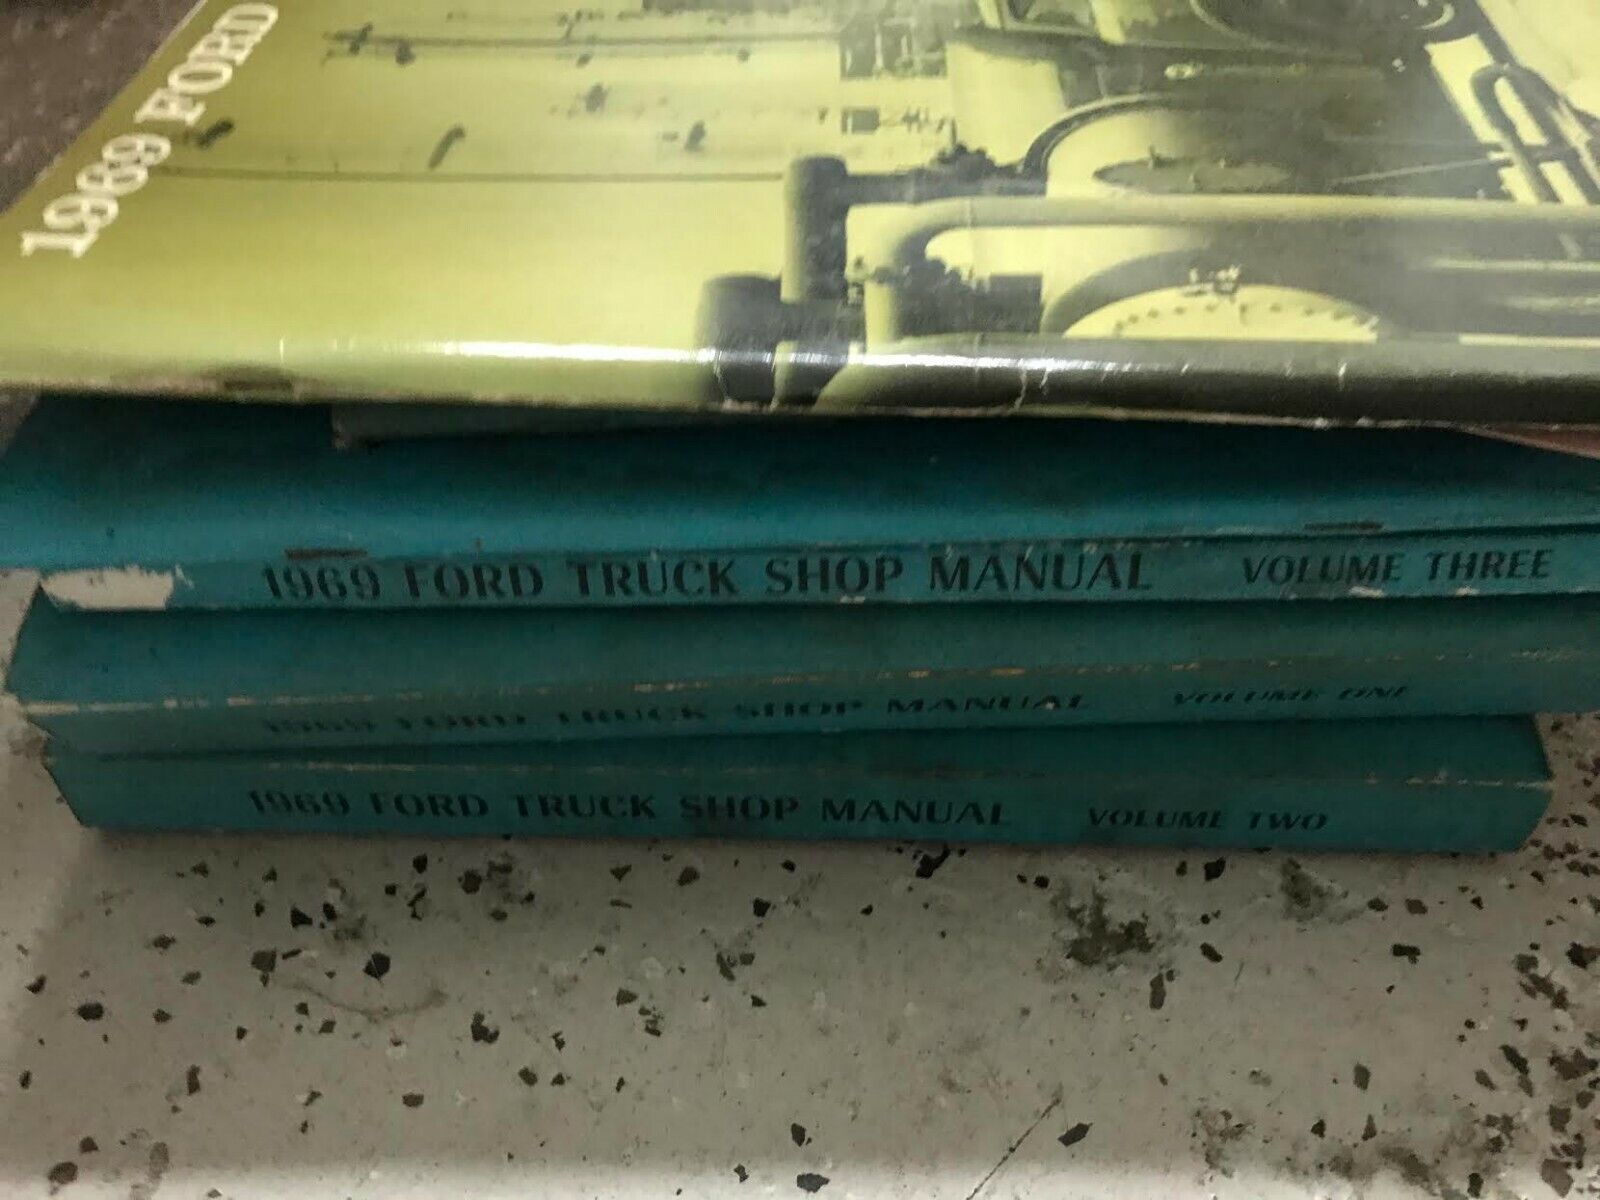 1969 FORD
1969 FORD TRUCK SHOP MANUAL VOLUME THREE
1969 FORD TRUCK SHOP MANUAL VOLUME ONE
1969 FORD TRUCK SHOP MANUAL VOLUME TWO